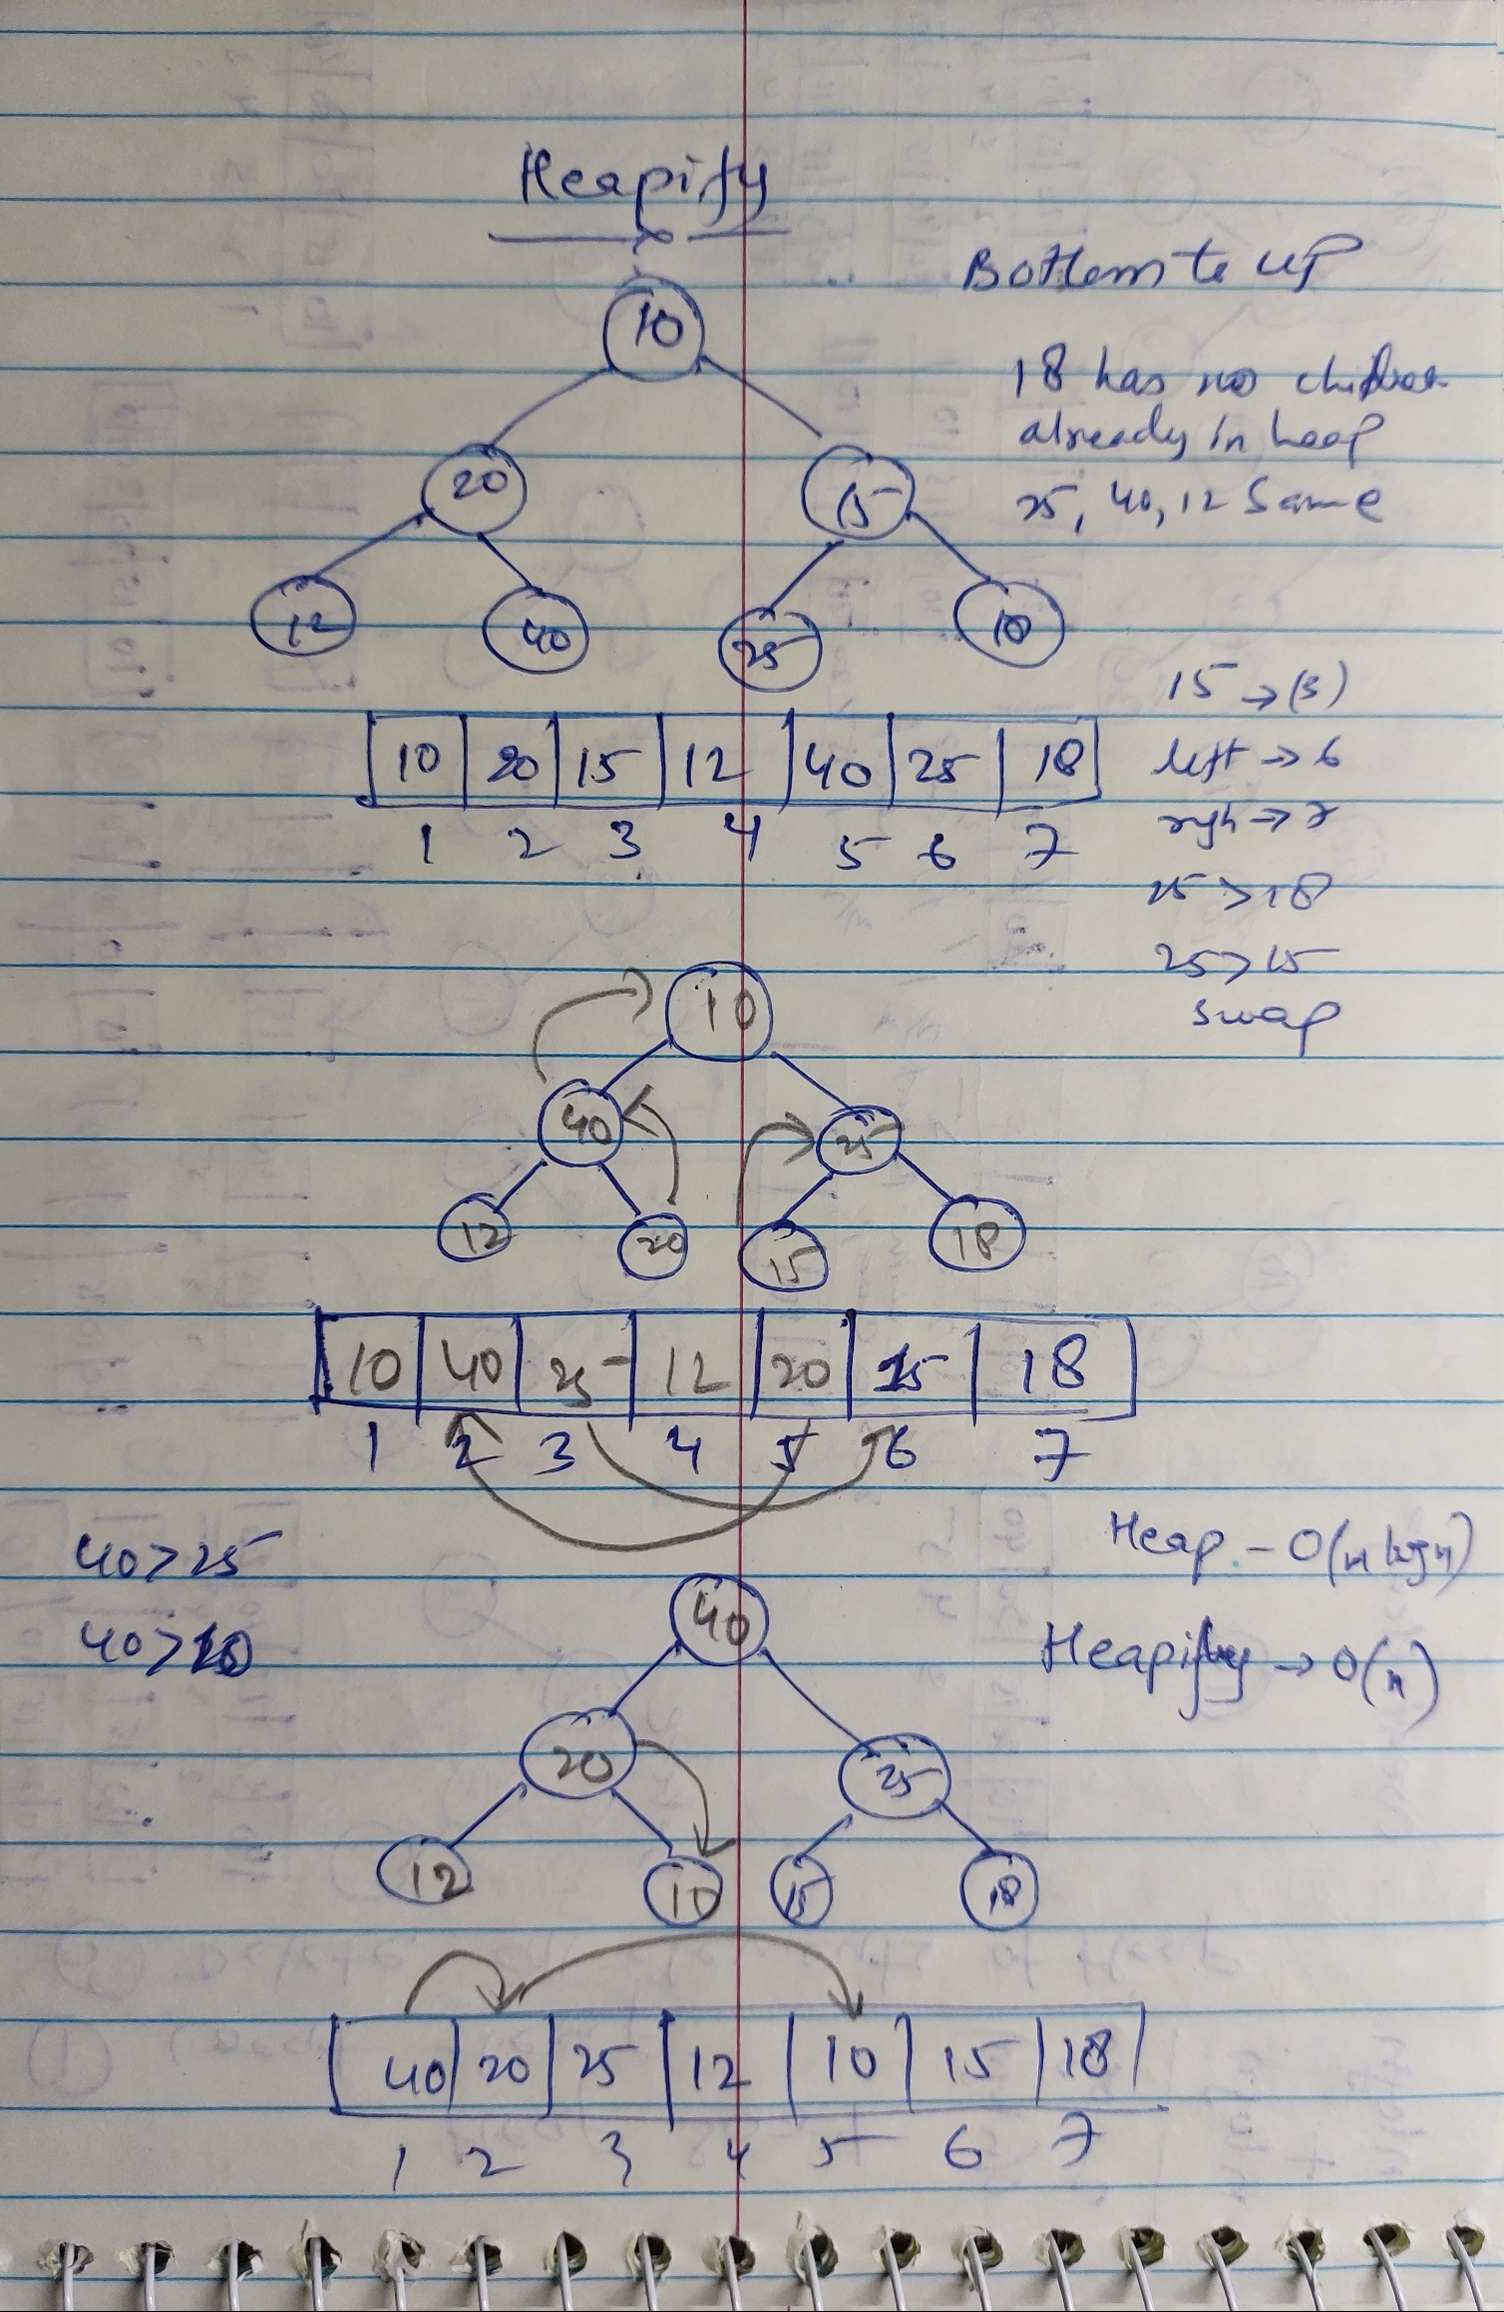 Heapify
Bottom to up
10
18 has no children
already in heap
25, 40, 12 Same
20 15
12 40 25 18
15 → (3)
left → 6
righ → 7
25 > 18
25 > 15
swap
10 20 15 12 40 25 18
1 2 3 4 5 6 7
10
40 25
12 20 15 18
10 40 25 12 20 15 18
1 2 3 4 5 6 7
40 > 25
40 > 10
Heap - O(n log n)
Heapify → O(n)
40
20 25
12 10 15 18
40 20 25 12 10 15 18
1 2 3 4 5 6 7